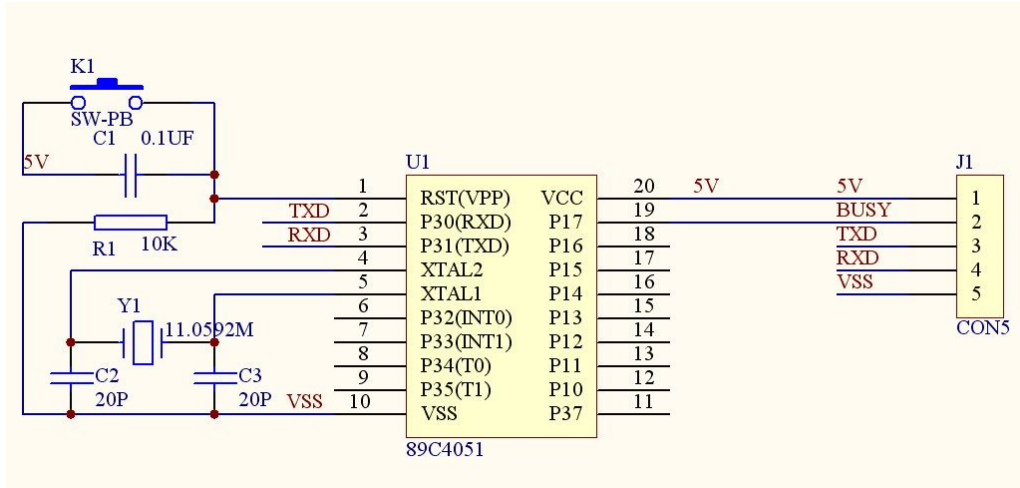 K1
SW-PB
C1 0.1UF
5V
R1 10K
Y1
11.0592M
C2
20P
C3
20P
TXD
RXD
VSS
U1
1 RST(VPP) VCC 20 5V
2 P30(RXD) P17 19
3 P31(TXD) P16 18
4 XTAL2 P15 17
5 XTAL1 P14 16
6 P32(INT0) P13 15
7 P33(INT1) P12 14
8 P34(T0) P11 13
9 P35(T1) P10 12
10 VSS P37 11
89C4051
J1
5V 1
BUSY 2
TXD 3
RXD 4
VSS 5
CON5